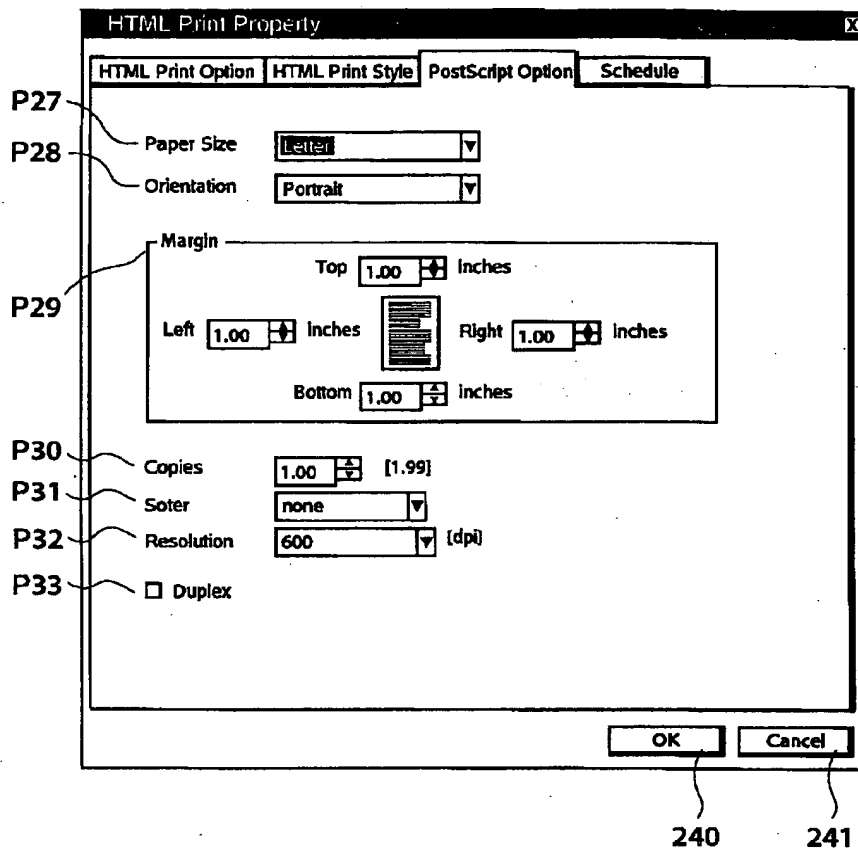 HTML Print Property X
HTML Print Option HTML Print Style PostScript Option Schedule
P27 Paper Size Letter
P28 Orientation Portrait
P29 Margin
Top 1.00 inches
Left 1.00 inches Right 1.00 inches
Bottom 1.00 inches
P30 Copies 1.00 [1.99]
P31 Soter none
P32 Resolution 600 [dpi]
P33 Duplex
OK Cancel
240 241